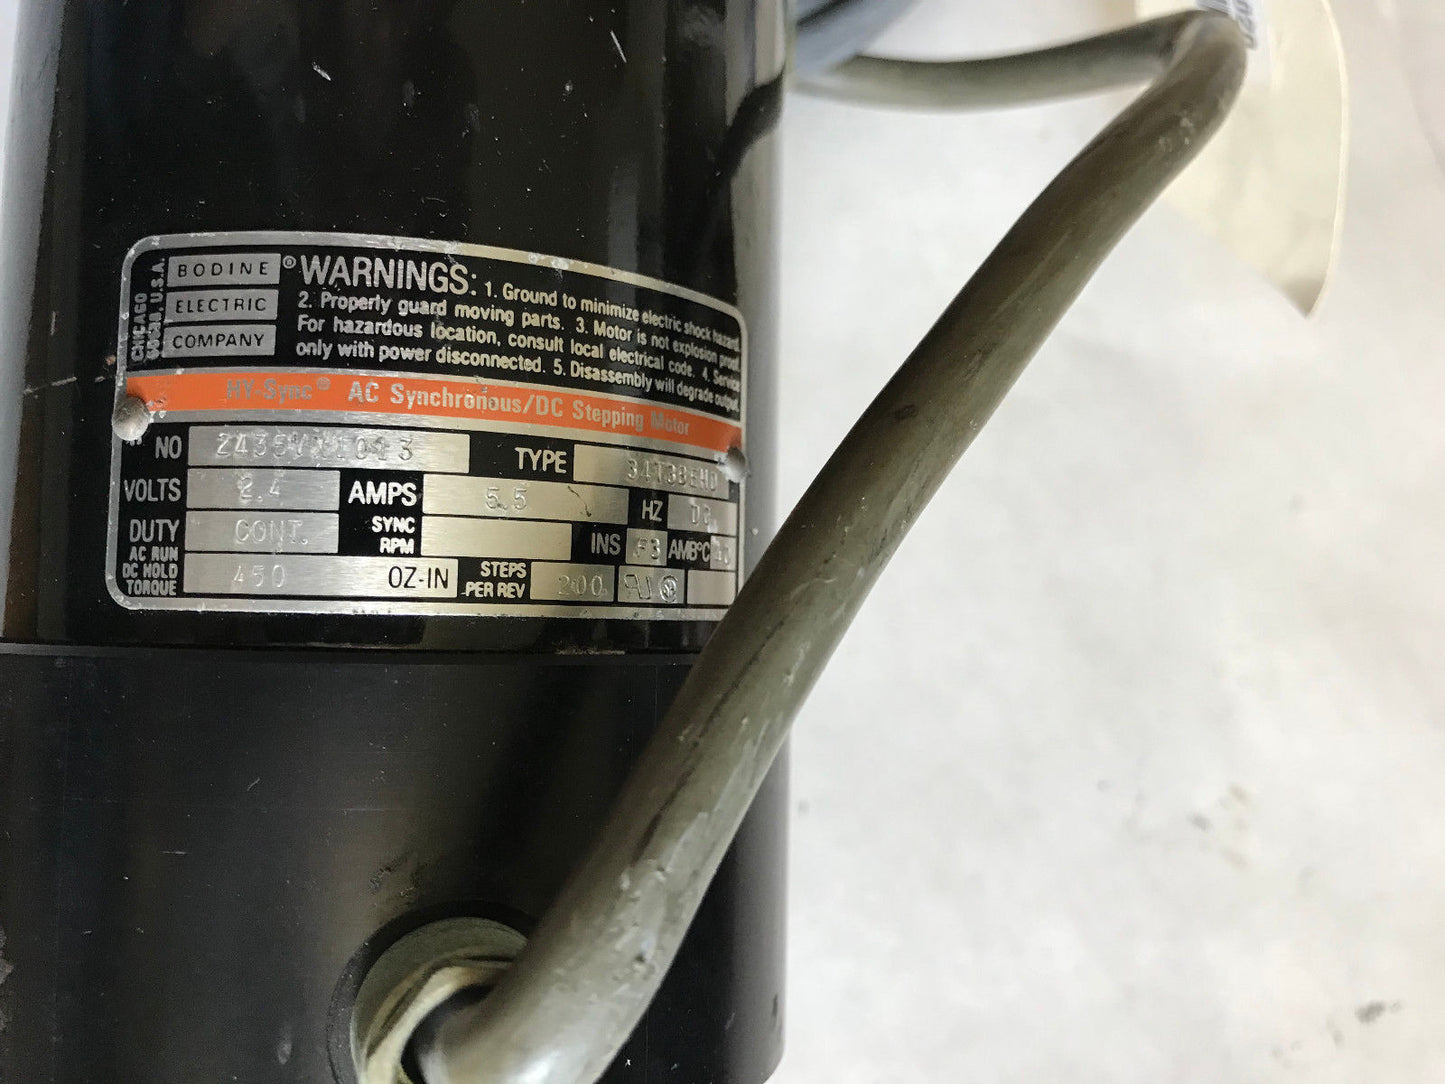 CHICAGO
60618, U.S.A.
BODINE ®
ELECTRIC
COMPANY
WARNINGS: 1. Ground to minimize electric shock hazard.
2. Properly guard moving parts. 3. Motor is not explosion proof.
For hazardous location, consult local electrical code. 4. Service
only with power disconnected. 5. Disassembly will degrade output.
HY-Sync® AC Synchronous/DC Stepping Motor
NO TYPE 34T3BEHD
VOLTS 2.4 AMPS 5.5 HZ DC
DUTY CONT. SYNC RPM INS AMB°C 40
AC RUN
DC HOLD
TORQUE 450 OZ-IN STEPS PER REV 200